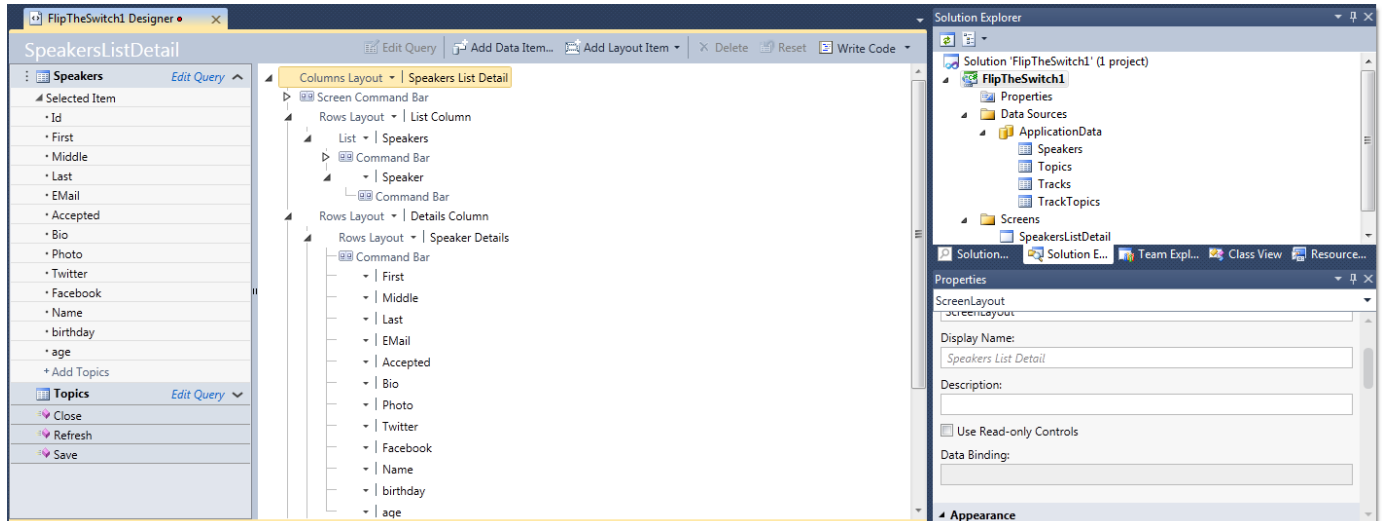 FlipTheSwitch1 Designer
SpeakersListDetail
Edit Query Add Data Item... Add Layout Item Delete Reset Write Code
Speakers Edit Query
Selected Item
Id
First
Middle
Last
EMail
Accepted
Bio
Photo
Twitter
Facebook
Name
birthday
age
+ Add Topics
Topics Edit Query
Close
Refresh
Save
Columns Layout | Speakers List Detail
Screen Command Bar
Rows Layout | List Column
List | Speakers
Command Bar
| Speaker
Command Bar
Rows Layout | Details Column
Rows Layout | Speaker Details
Command Bar
| First
| Middle
| Last
| EMail
| Accepted
| Bio
| Photo
| Twitter
| Facebook
| Name
| birthday
| age
Solution Explorer
Solution 'FlipTheSwitch1' (1 project)
FlipTheSwitch1
Properties
Data Sources
ApplicationData
Speakers
Topics
Tracks
TrackTopics
Screens
SpeakersListDetail
Solution... Solution E... Team Expl... Class View Resource...
Properties
ScreenLayout
ScreenLayout
Display Name:
Speakers List Detail
Description:
Use Read-only Controls
Data Binding:
Appearance